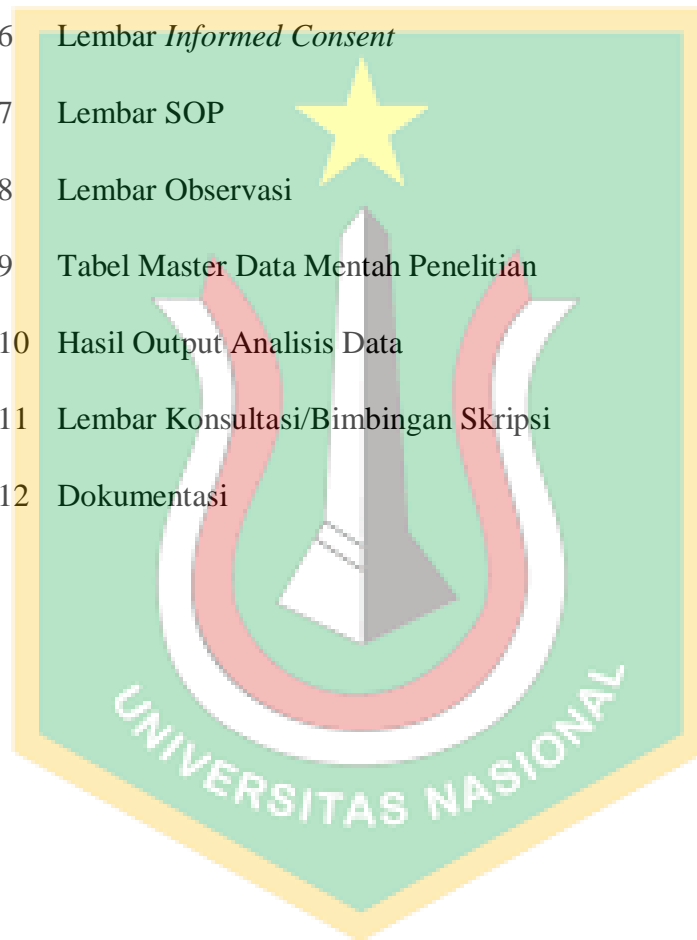 6 Lembar Informed Consent
7 Lembar SOP
8 Lembar Observasi
9 Tabel Master Data Mentah Penelitian
10 Hasil Output Analisis Data
11 Lembar Konsultasi/Bimbingan Skripsi
12 Dokumentasi
UNIVERSITAS NASIONAL